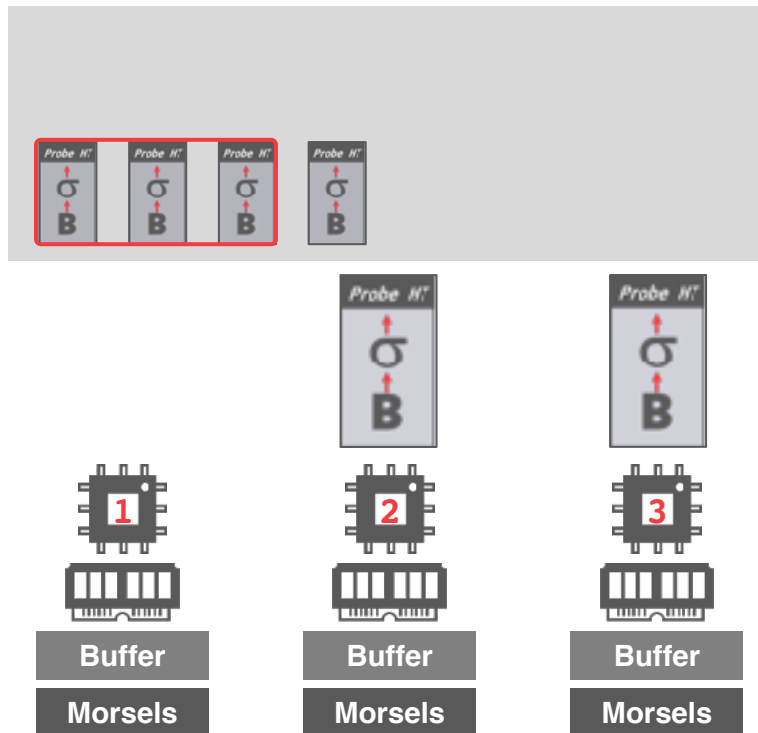 Probe HT Probe HT Probe HT Probe HT
σ σ σ σ
B B B B
Probe HT Probe HT
σ σ
B B
1 2 3
Buffer Buffer Buffer
Morsels Morsels Morsels